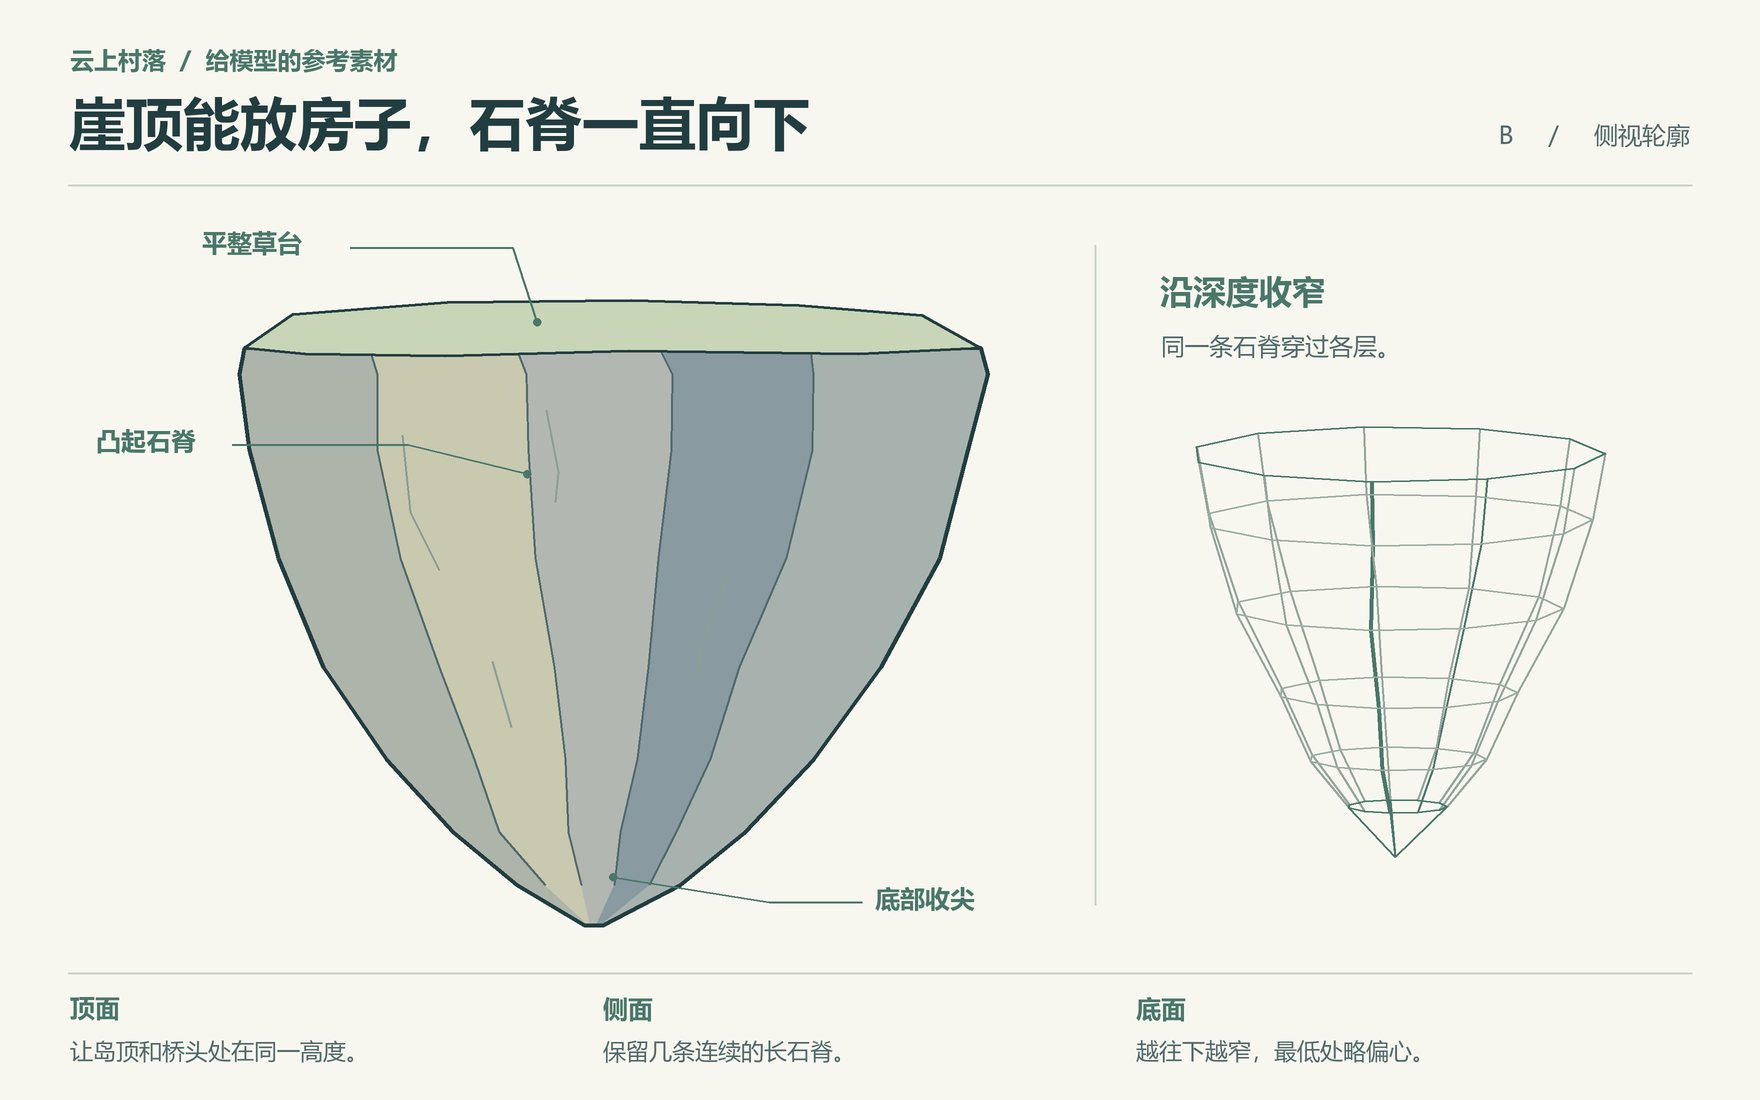 云上村落 / 给模型的参考素材
崖顶能放房子，石脊一直向下
B / 侧视轮廓
平整草台
凸起石脊
底部收尖
沿深度收窄
同一条石脊穿过各层。
顶面
让岛顶和桥头处在同一高度。
侧面
保留几条连续的长石脊。
底面
越往下越窄，最低处略偏心。